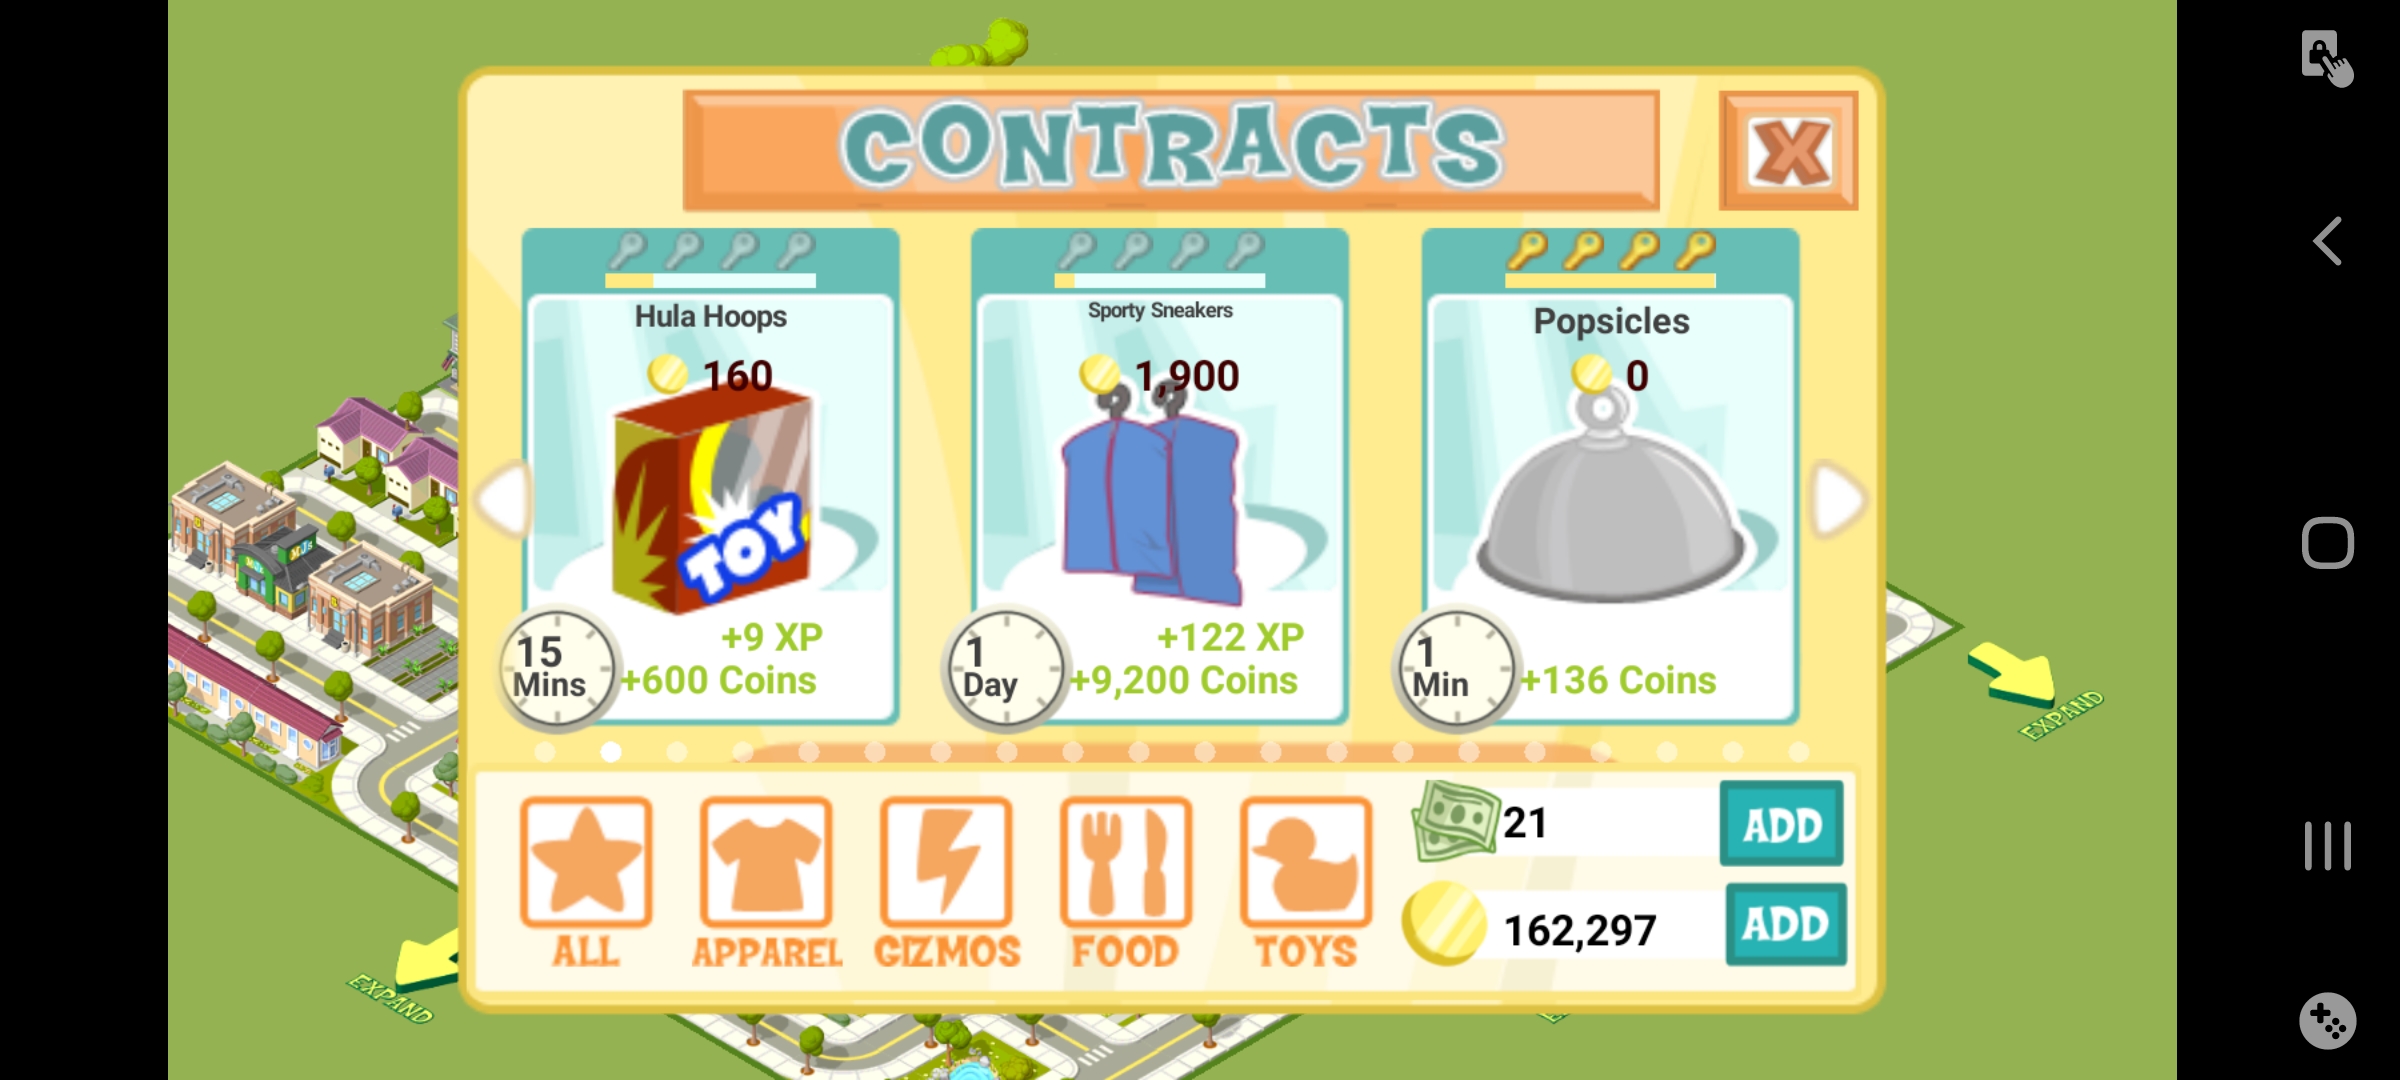 CONTRACTS
X
Hula Hoops
160
TOY
15
Mins
+9 XP
+600 Coins
Sporty Sneakers
1,900
1
Day
+122 XP
+9,200 Coins
Popsicles
0
1
Min
+136 Coins
ALL
APPAREL
GIZMOS
FOOD
TOYS
21
ADD
162,297
ADD
EXPAND
EXPAND
MJs